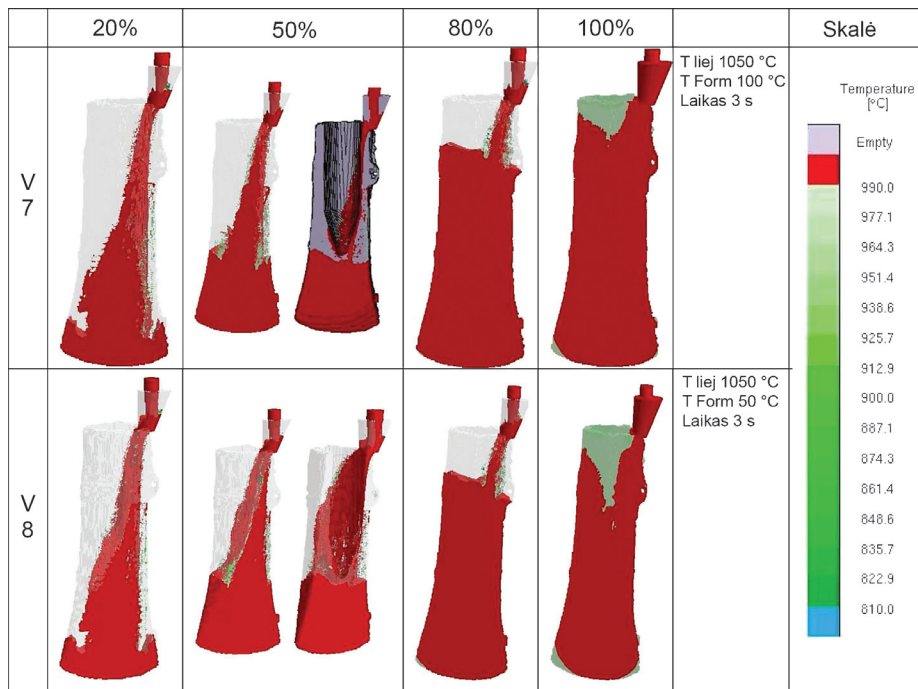 20%
50%
80%
100%
Skalė
V
7
T liej 1050 °C
T Form 100 °C
Laikas 3 s
V
8
T liej 1050 °C
T Form 50 °C
Laikas 3 s
Temperature
[°C]
Empty
990.0
977.1
964.3
951.4
938.6
925.7
912.9
900.0
887.1
874.3
861.4
848.6
835.7
822.9
810.0